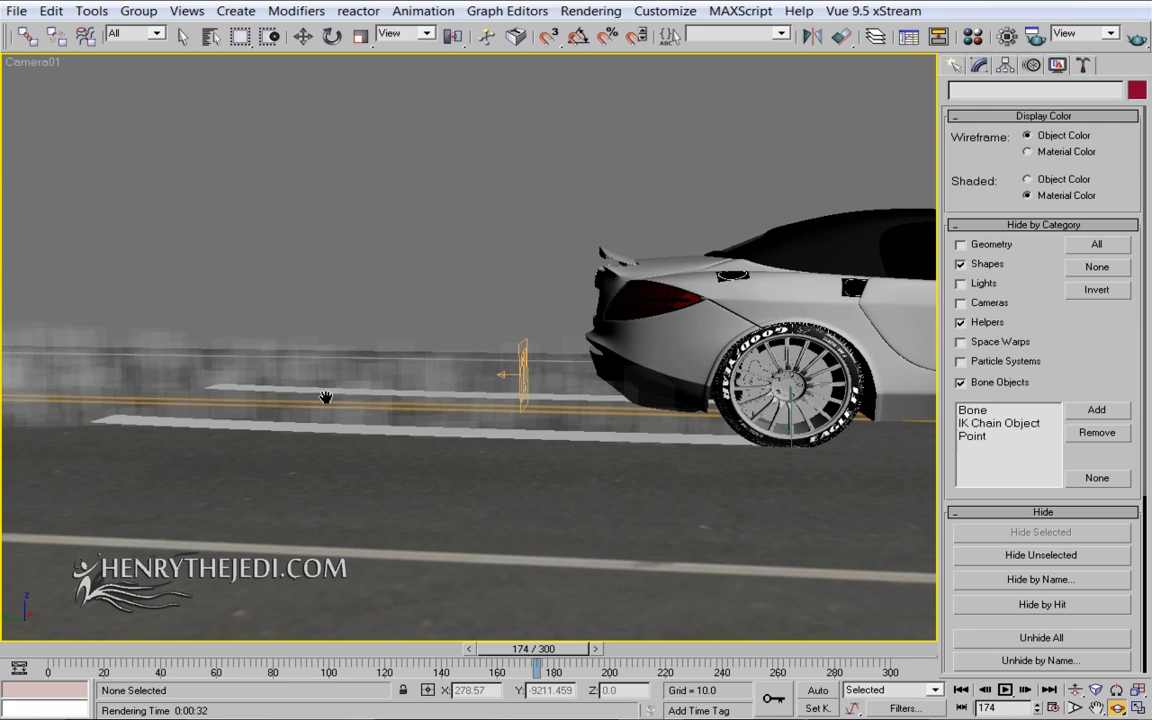 File Edit Tools Group Views Create Modifiers reactor Animation Graph Editors Rendering Customize MAXScript Help Vue 9.5 xStream
All View View
Camera01
Display Color
Wireframe: Object Color
Material Color
Shaded: Object Color
Material Color
Hide by Category
Geometry All
Shapes None
Lights Invert
Cameras
Helpers
Space Warps
Particle Systems
Bone Objects
Bone Add
IK Chain Object Remove
Point
None
Hide
Hide Selected
Hide Unselected
Hide by Name...
Hide by Hit
Unhide All
Unhide by Name...
GOODYEAR
HENRYTHEJEDI.COM
z
< 174 / 300 >
20 40 60 80 100 120 140 160 180 200 220 240 260 280 300
None Selected X: 278.57 Y: -9211.459 Z: 0.0 Grid = 10.0 Auto Selected
Rendering Time 0:00:32 Add Time Tag Set K. Filters... 174